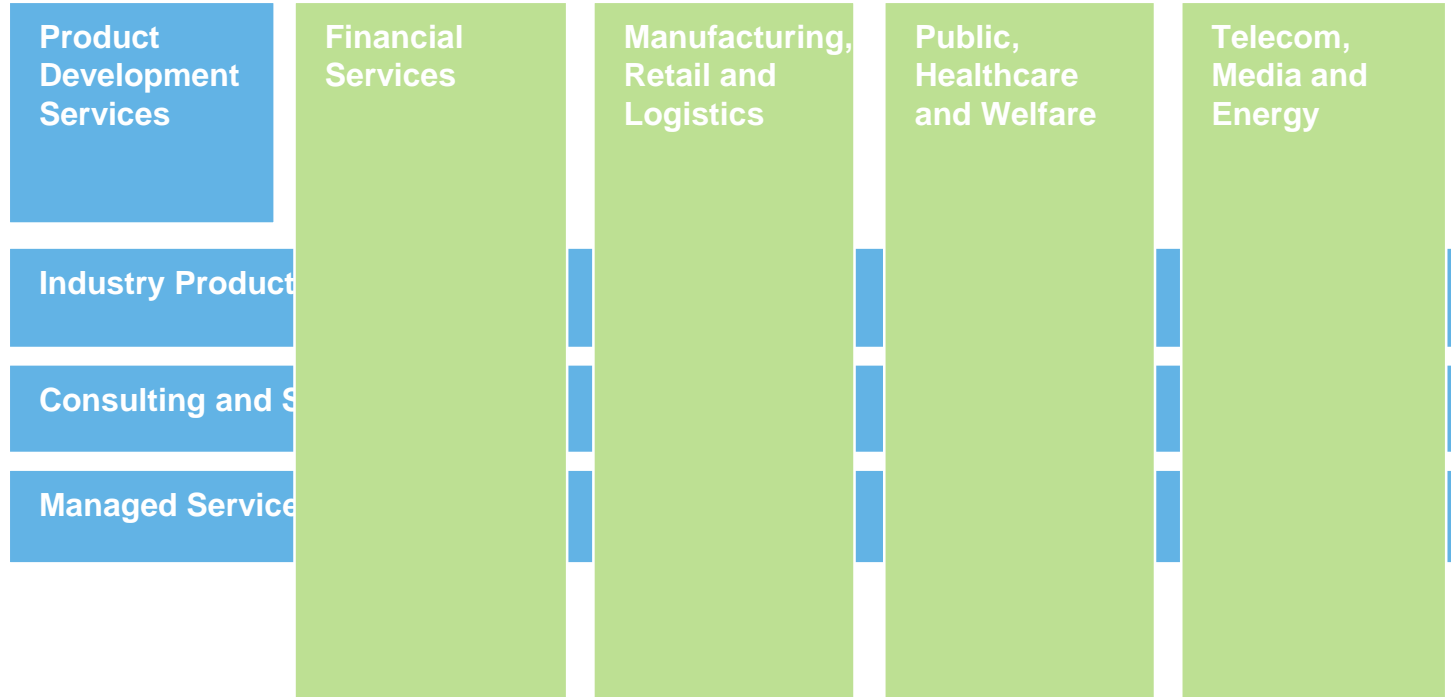 Product
Development
Services
Financial
Services
Manufacturing,
Retail and
Logistics
Public,
Healthcare
and Welfare
Telecom,
Media and
Energy
Industry Product
Consulting and S
Managed Service